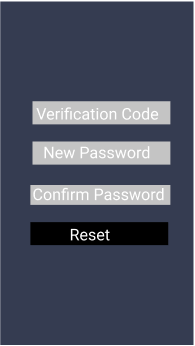 Verification Code
New Password
Confirm Password
Reset